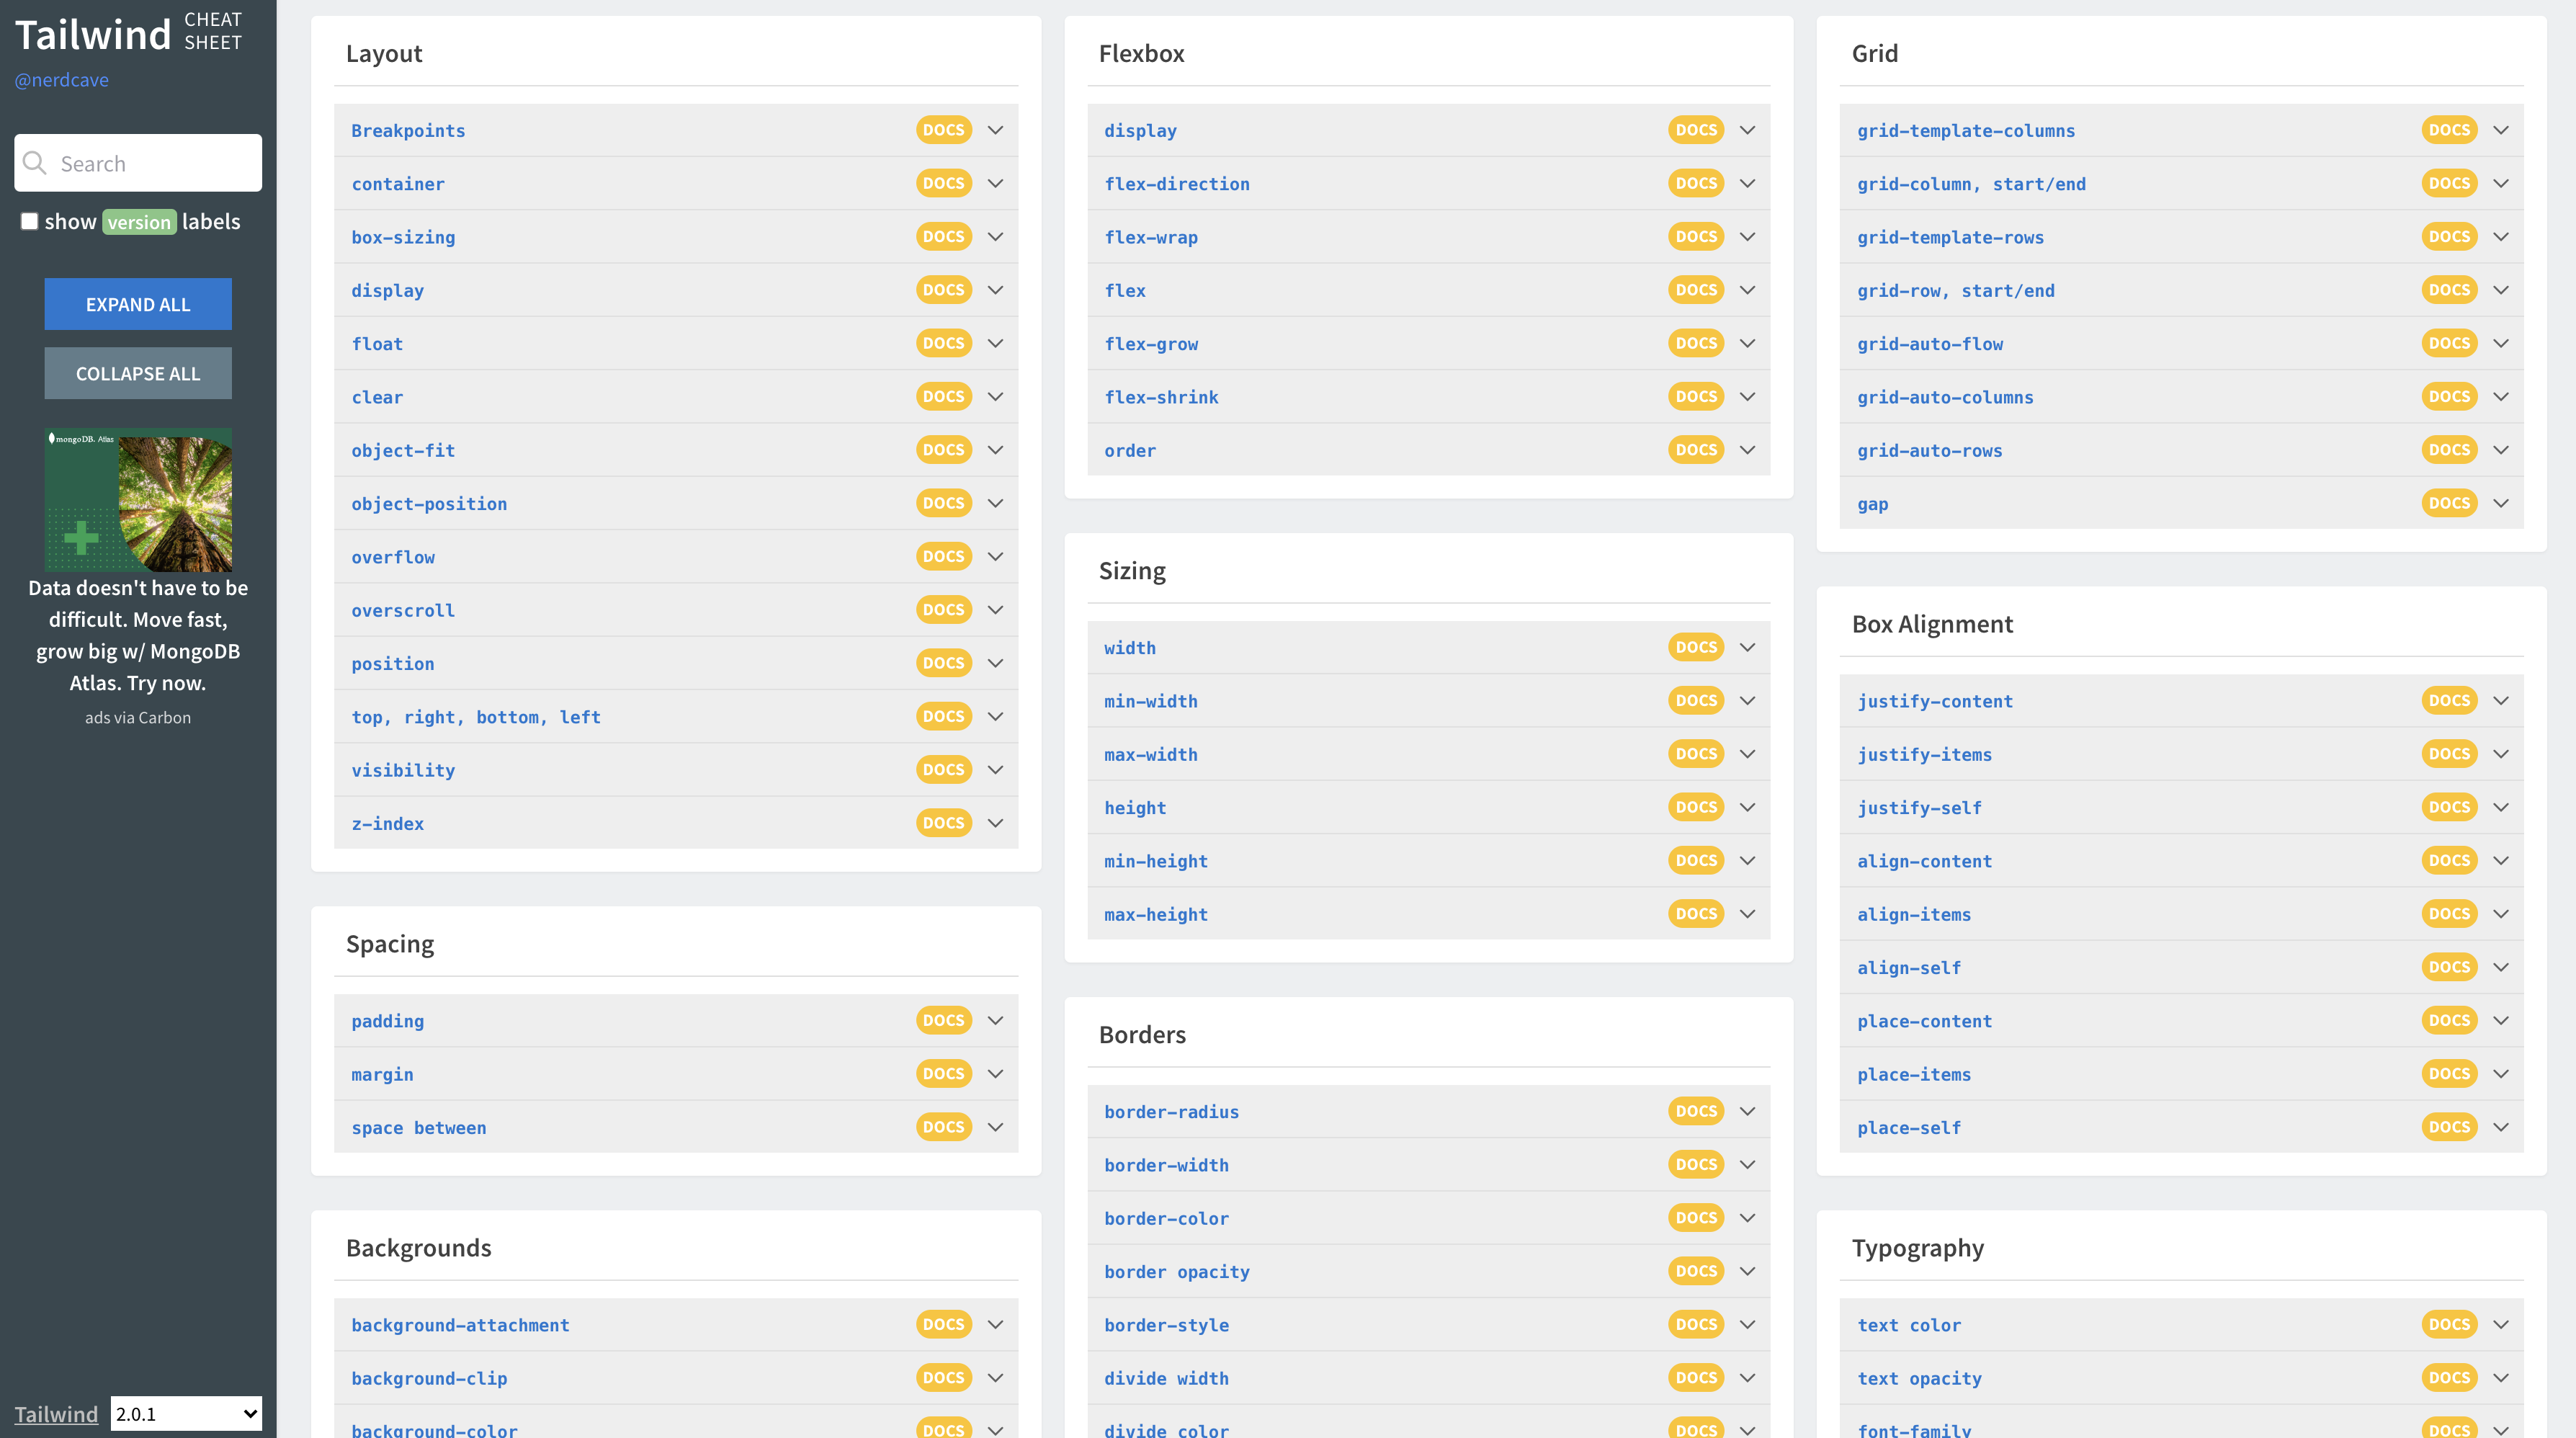 Tailwind
CHEAT
SHEET
@nerdcave
Search
show version labels
EXPAND ALL
COLLAPSE ALL
mongoDB. Atlas
Data doesn't have to be
difficult. Move fast,
grow big w/ MongoDB
Atlas. Try now.
ads via Carbon
Tailwind 2.0.1
Layout
Breakpoints DOCS
container DOCS
box-sizing DOCS
display DOCS
float DOCS
clear DOCS
object-fit DOCS
object-position DOCS
overflow DOCS
overscroll DOCS
position DOCS
top, right, bottom, left DOCS
visibility DOCS
z-index DOCS
Spacing
padding DOCS
margin DOCS
space between DOCS
Backgrounds
background-attachment DOCS
background-clip DOCS
background-color DOCS
Flexbox
display DOCS
flex-direction DOCS
flex-wrap DOCS
flex DOCS
flex-grow DOCS
flex-shrink DOCS
order DOCS
Sizing
width DOCS
min-width DOCS
max-width DOCS
height DOCS
min-height DOCS
max-height DOCS
Borders
border-radius DOCS
border-width DOCS
border-color DOCS
border opacity DOCS
border-style DOCS
divide width DOCS
divide color DOCS
Grid
grid-template-columns DOCS
grid-column, start/end DOCS
grid-template-rows DOCS
grid-row, start/end DOCS
grid-auto-flow DOCS
grid-auto-columns DOCS
grid-auto-rows DOCS
gap DOCS
Box Alignment
justify-content DOCS
justify-items DOCS
justify-self DOCS
align-content DOCS
align-items DOCS
align-self DOCS
place-content DOCS
place-items DOCS
place-self DOCS
Typography
text color DOCS
text opacity DOCS
font-family DOCS